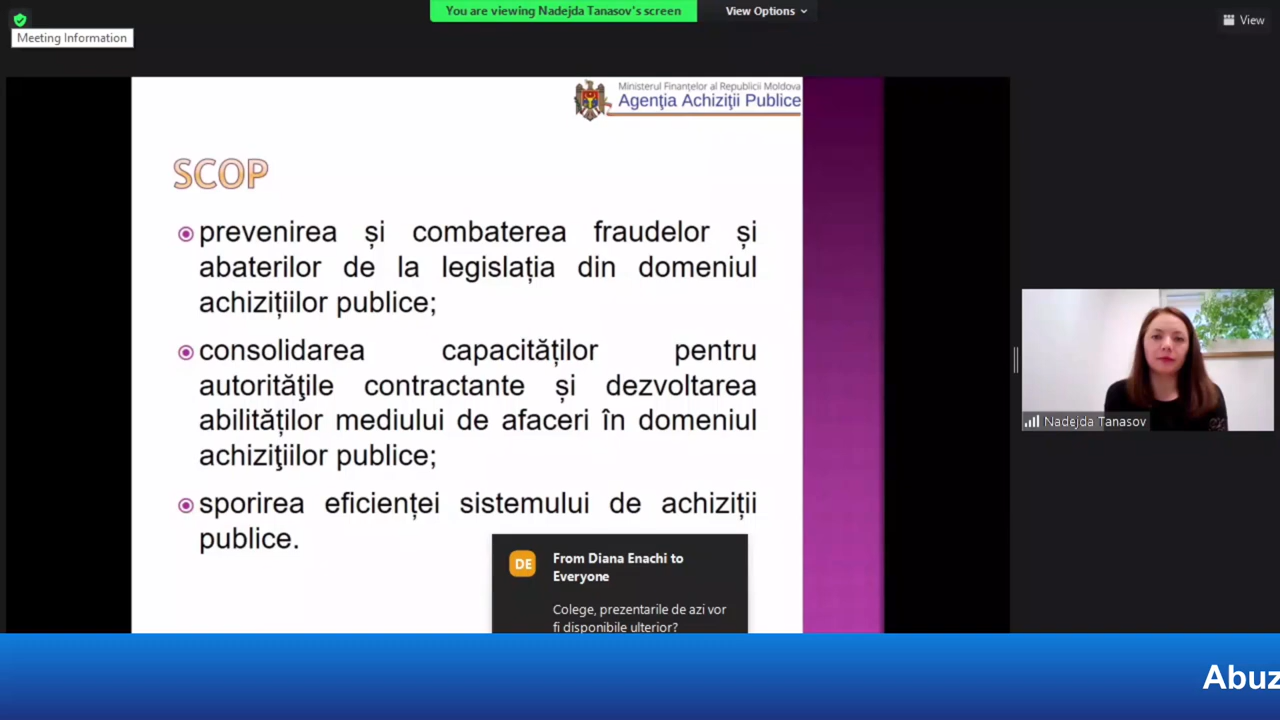 You are viewing Nadejda Tanasov's screen
View Options
View
Meeting Information
Ministerul Finanțelor al Republicii Moldova
Agenţia Achiziţii Publice
SCOP
prevenirea și combaterea fraudelor și
abaterilor de la legislația din domeniul
achizițiilor publice;
consolidarea capacităților pentru
autorităţile contractante și dezvoltarea
abilităților mediului de afaceri în domeniul
achiziţiilor publice;
sporirea eficienței sistemului de achiziții
publice.
Nadejda Tanasov
DE
From Diana Enachi to
Everyone
Colege, prezentarile de azi vor
fi disponibile ulterior?
Abuz